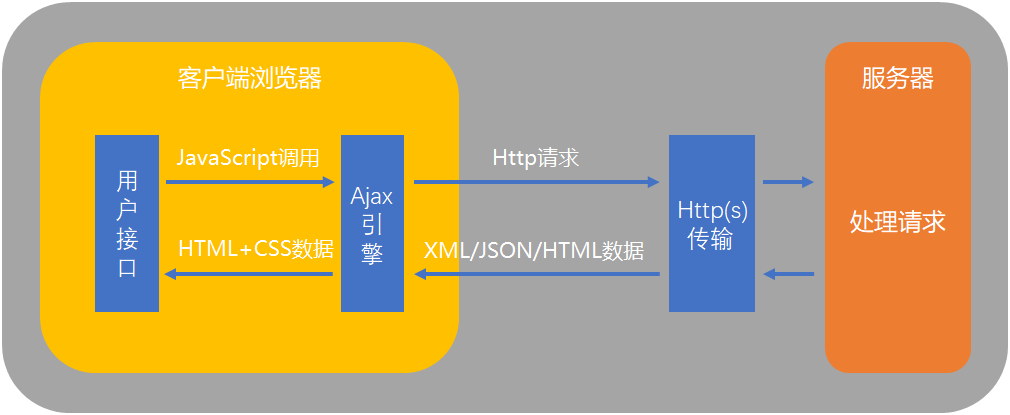 客户端浏览器
服务器
JavaScript调用
Http请求
用
户
接
口
Ajax
引
擎
Http(s)
传输
处理请求
HTML+CSS数据
XML/JSON/HTML数据